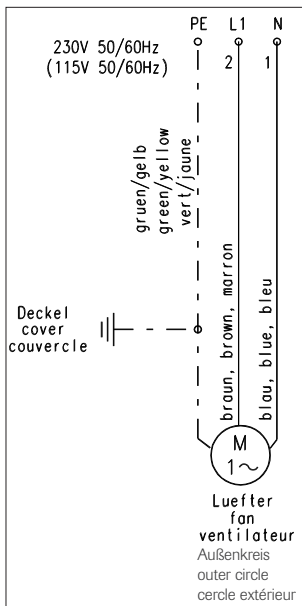 PE L1 N
230V 50/60Hz
(115V 50/60Hz)
2 1
gruen/gelb
green/yellow
vert/jaune
braun, brown, marron
blau, blue, bleu
Deckel
cover
couvercle
M
1~
Luefter
fan
ventilateur
Außenkreis
outer circle
cercle extérieur